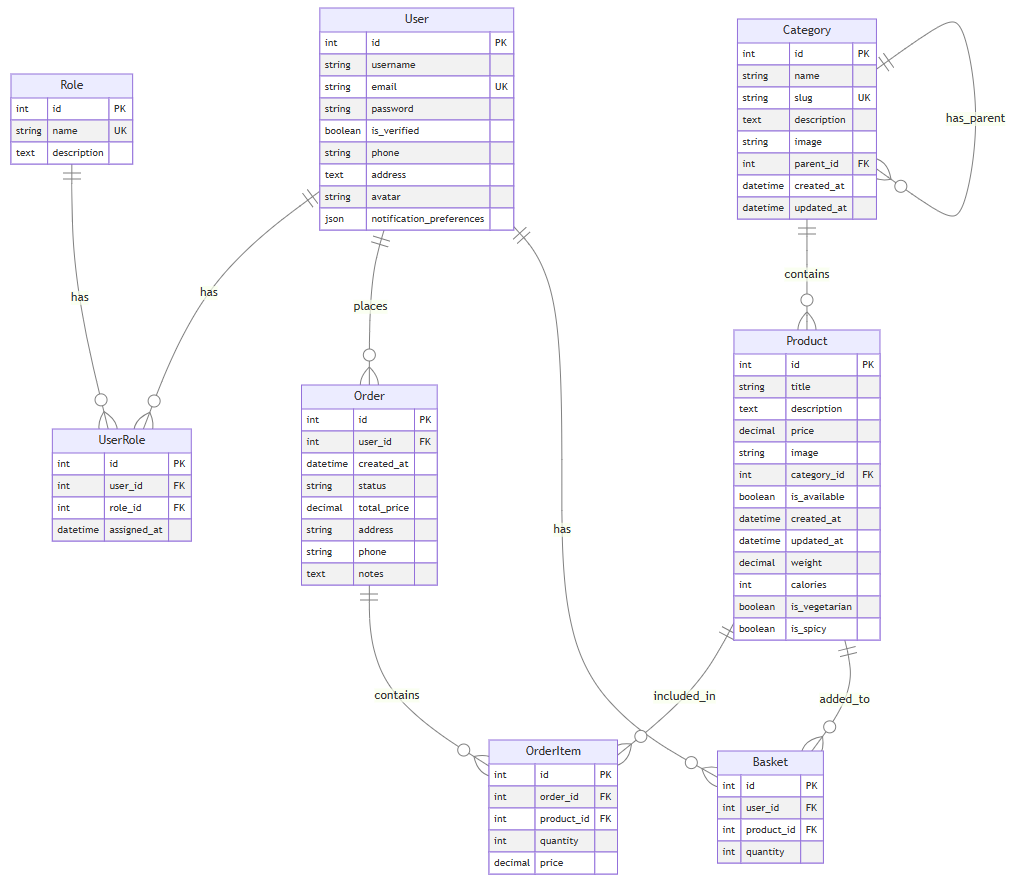 User
int id PK
string username
string email UK
string password
boolean is_verified
string phone
text address
string avatar
json notification_preferences
Category
int id PK
string name
string slug UK
text description
string image
int parent_id FK
datetime created_at
datetime updated_at
has_parent
Role
int id PK
string name UK
text description
has
has
places
contains
UserRole
int id PK
int user_id FK
int role_id FK
datetime assigned_at
Order
int id PK
int user_id FK
datetime created_at
string status
decimal total_price
string address
string phone
text notes
has
Product
int id PK
string title
text description
decimal price
string image
int category_id FK
boolean is_available
datetime created_at
datetime updated_at
decimal weight
int calories
boolean is_vegetarian
boolean is_spicy
contains
included_in
added_to
OrderItem
int id PK
int order_id FK
int product_id FK
int quantity
decimal price
Basket
int id PK
int user_id FK
int product_id FK
int quantity